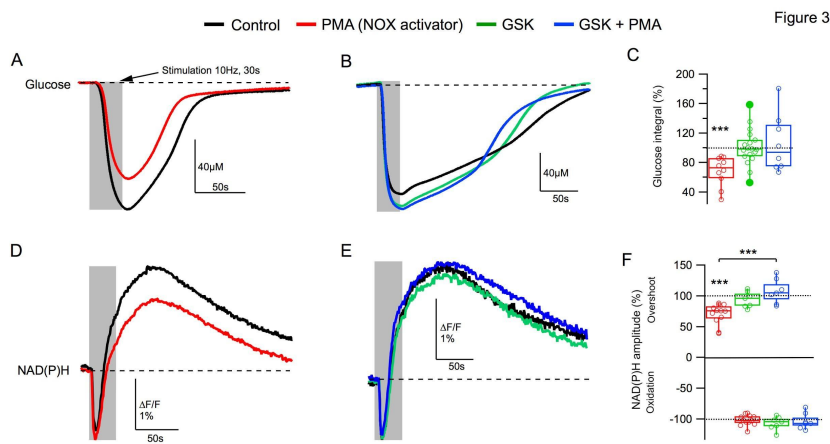 Figure 3
Control PMA (NOX activator) GSK GSK + PMA
A
Glucose
Stimulation 10Hz, 30s
40µM
50s
B
40µM
50s
C
Glucose integral (%)
200
160
120
80
40
***
D
NAD(P)H
ΔF/F
1%
50s
E
ΔF/F
1%
50s
F
NAD(P)H amplitude (%)
Oxidation
Overshoot
150
100
50
0
-50
-100
***
***